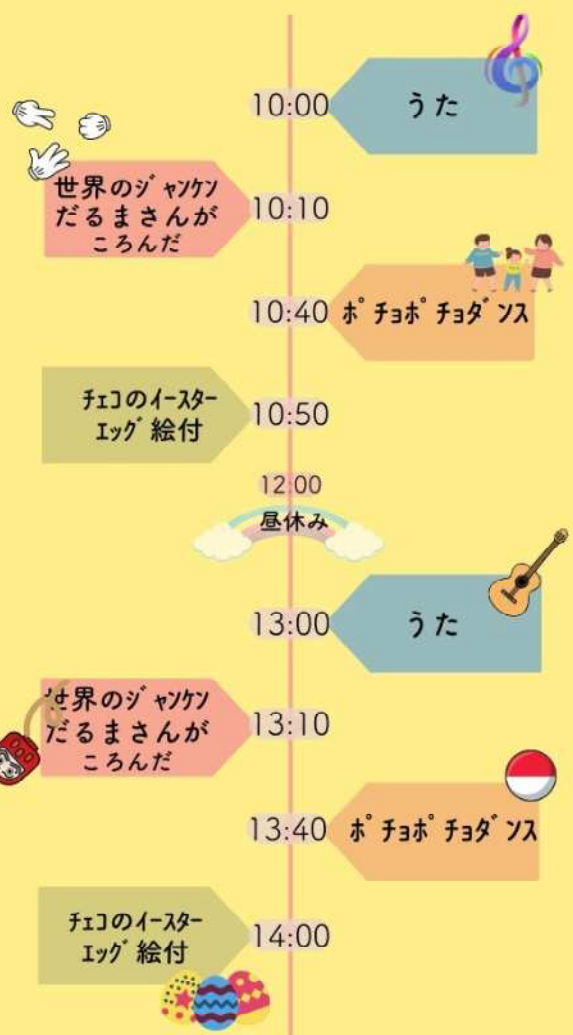 10:00
うた
10:10
世界のジャンケン
だるまさんが
ころんだ
10:40
ポチョポチョダンス
10:50
チェコのイースター
エッグ絵付
12:00
昼休み
13:00
うた
13:10
世界のジャンケン
だるまさんが
ころんだ
13:40
ポチョポチョダンス
14:00
チェコのイースター
エッグ絵付